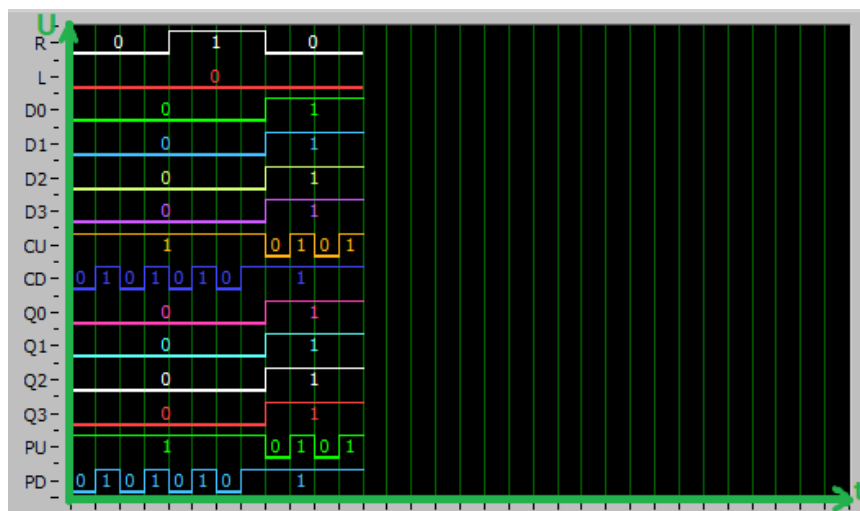 U
R - 0 1 0
L - 0
D0 - 0 1
D1 - 0 1
D2 - 0 1
D3 - 0 1
CU - 1 0 1 0 1
CD - 0 1 0 1 0 1 0 1
Q0 - 0 1
Q1 - 0 1
Q2 - 0 1
Q3 - 0 1
PU - 1 0 1 0 1
PD - 0 1 0 1 0 1 0 1
t